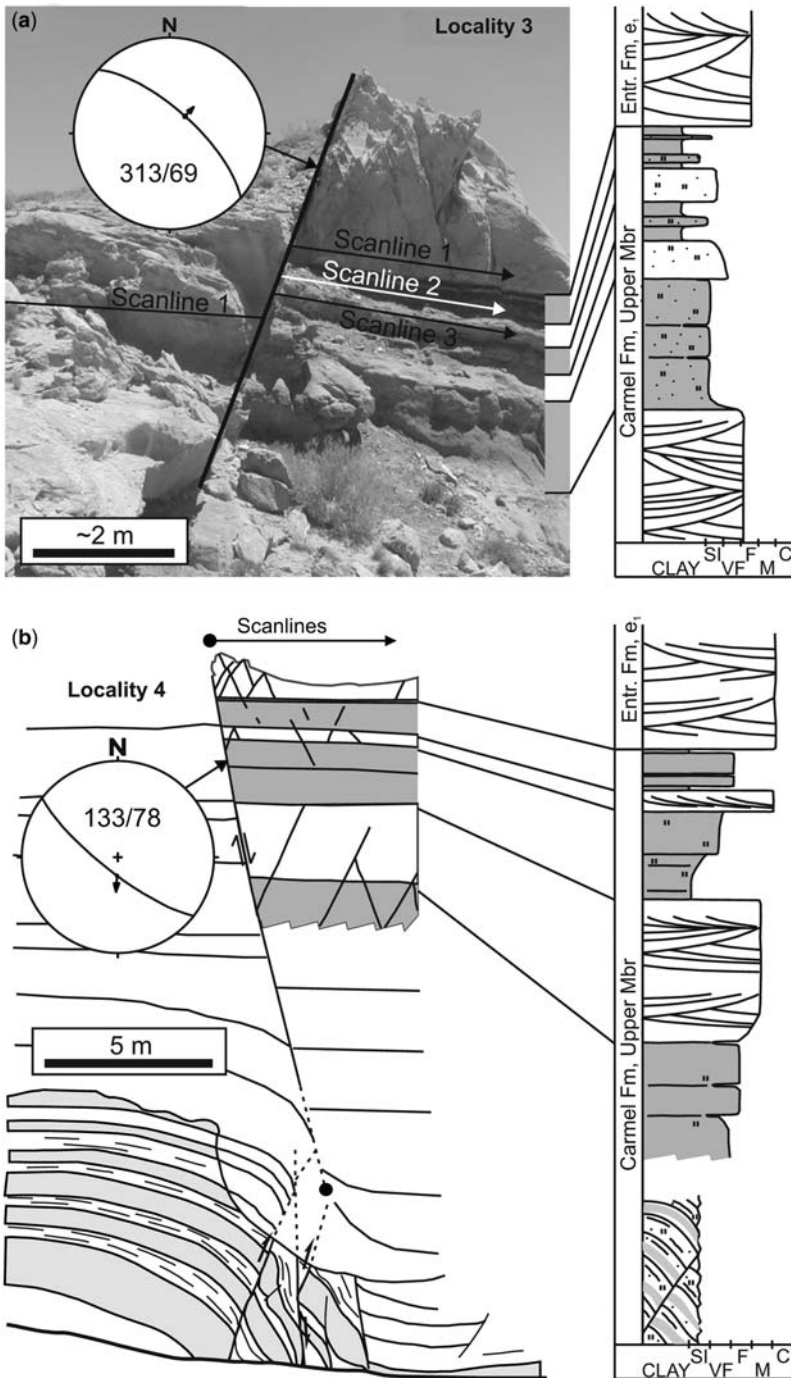 (a)
N
Locality 3
313/69
Scanline 1
Scanline 2
Scanline 1
Scanline 3
~2 m
Entr. Fm, e₁
Carmel Fm, Upper Mbr
CLAY SI VF F M C
(b)
Scanlines
Locality 4
N
133/78
5 m
Entr. Fm, e₁
Carmel Fm, Upper Mbr
CLAY SI VF F M C